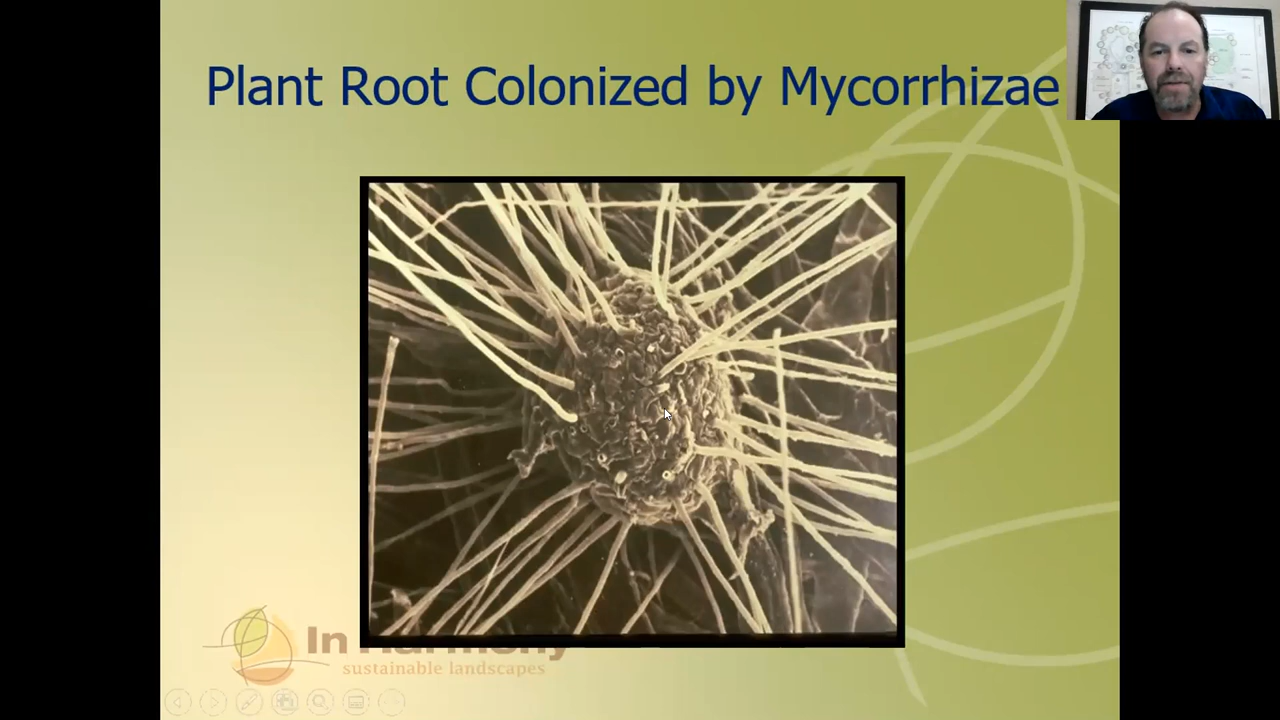 Plant Root Colonized by Mycorrhizae
In Harmony
sustainable landscapes